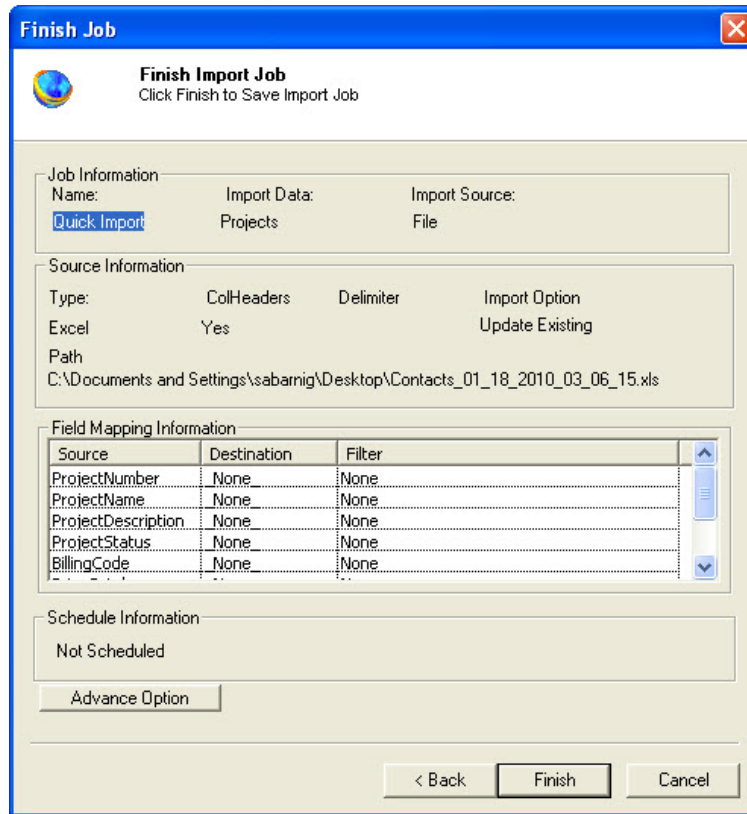 Finish Job
Finish Import Job
Click Finish to Save Import Job
Job Information
Name: Import Data: Import Source:
Quick Import Projects File
Source Information
Type: ColHeaders Delimiter Import Option
Excel Yes Update Existing
Path
C:\Documents and Settings\sabarnig\Desktop\Contacts_01_18_2010_03_06_15.xls
Field Mapping Information
Source Destination Filter
ProjectNumber _None_ None
ProjectName _None_ None
ProjectDescription _None_ None
ProjectStatus _None_ None
BillingCode _None_ None
Schedule Information
Not Scheduled
Advance Option
< Back Finish Cancel